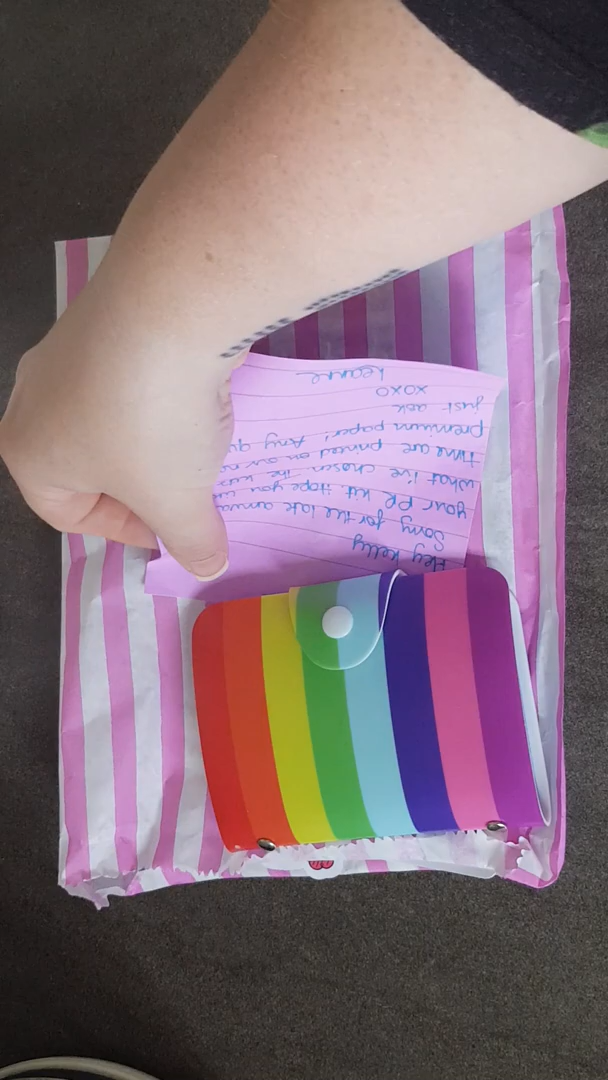 Hey Kelly
Sorry for the late
your PR kit. Hope you
what i've chosen. The
time are printed on our
premium paper! Any
just ask
xoxo
Leanne